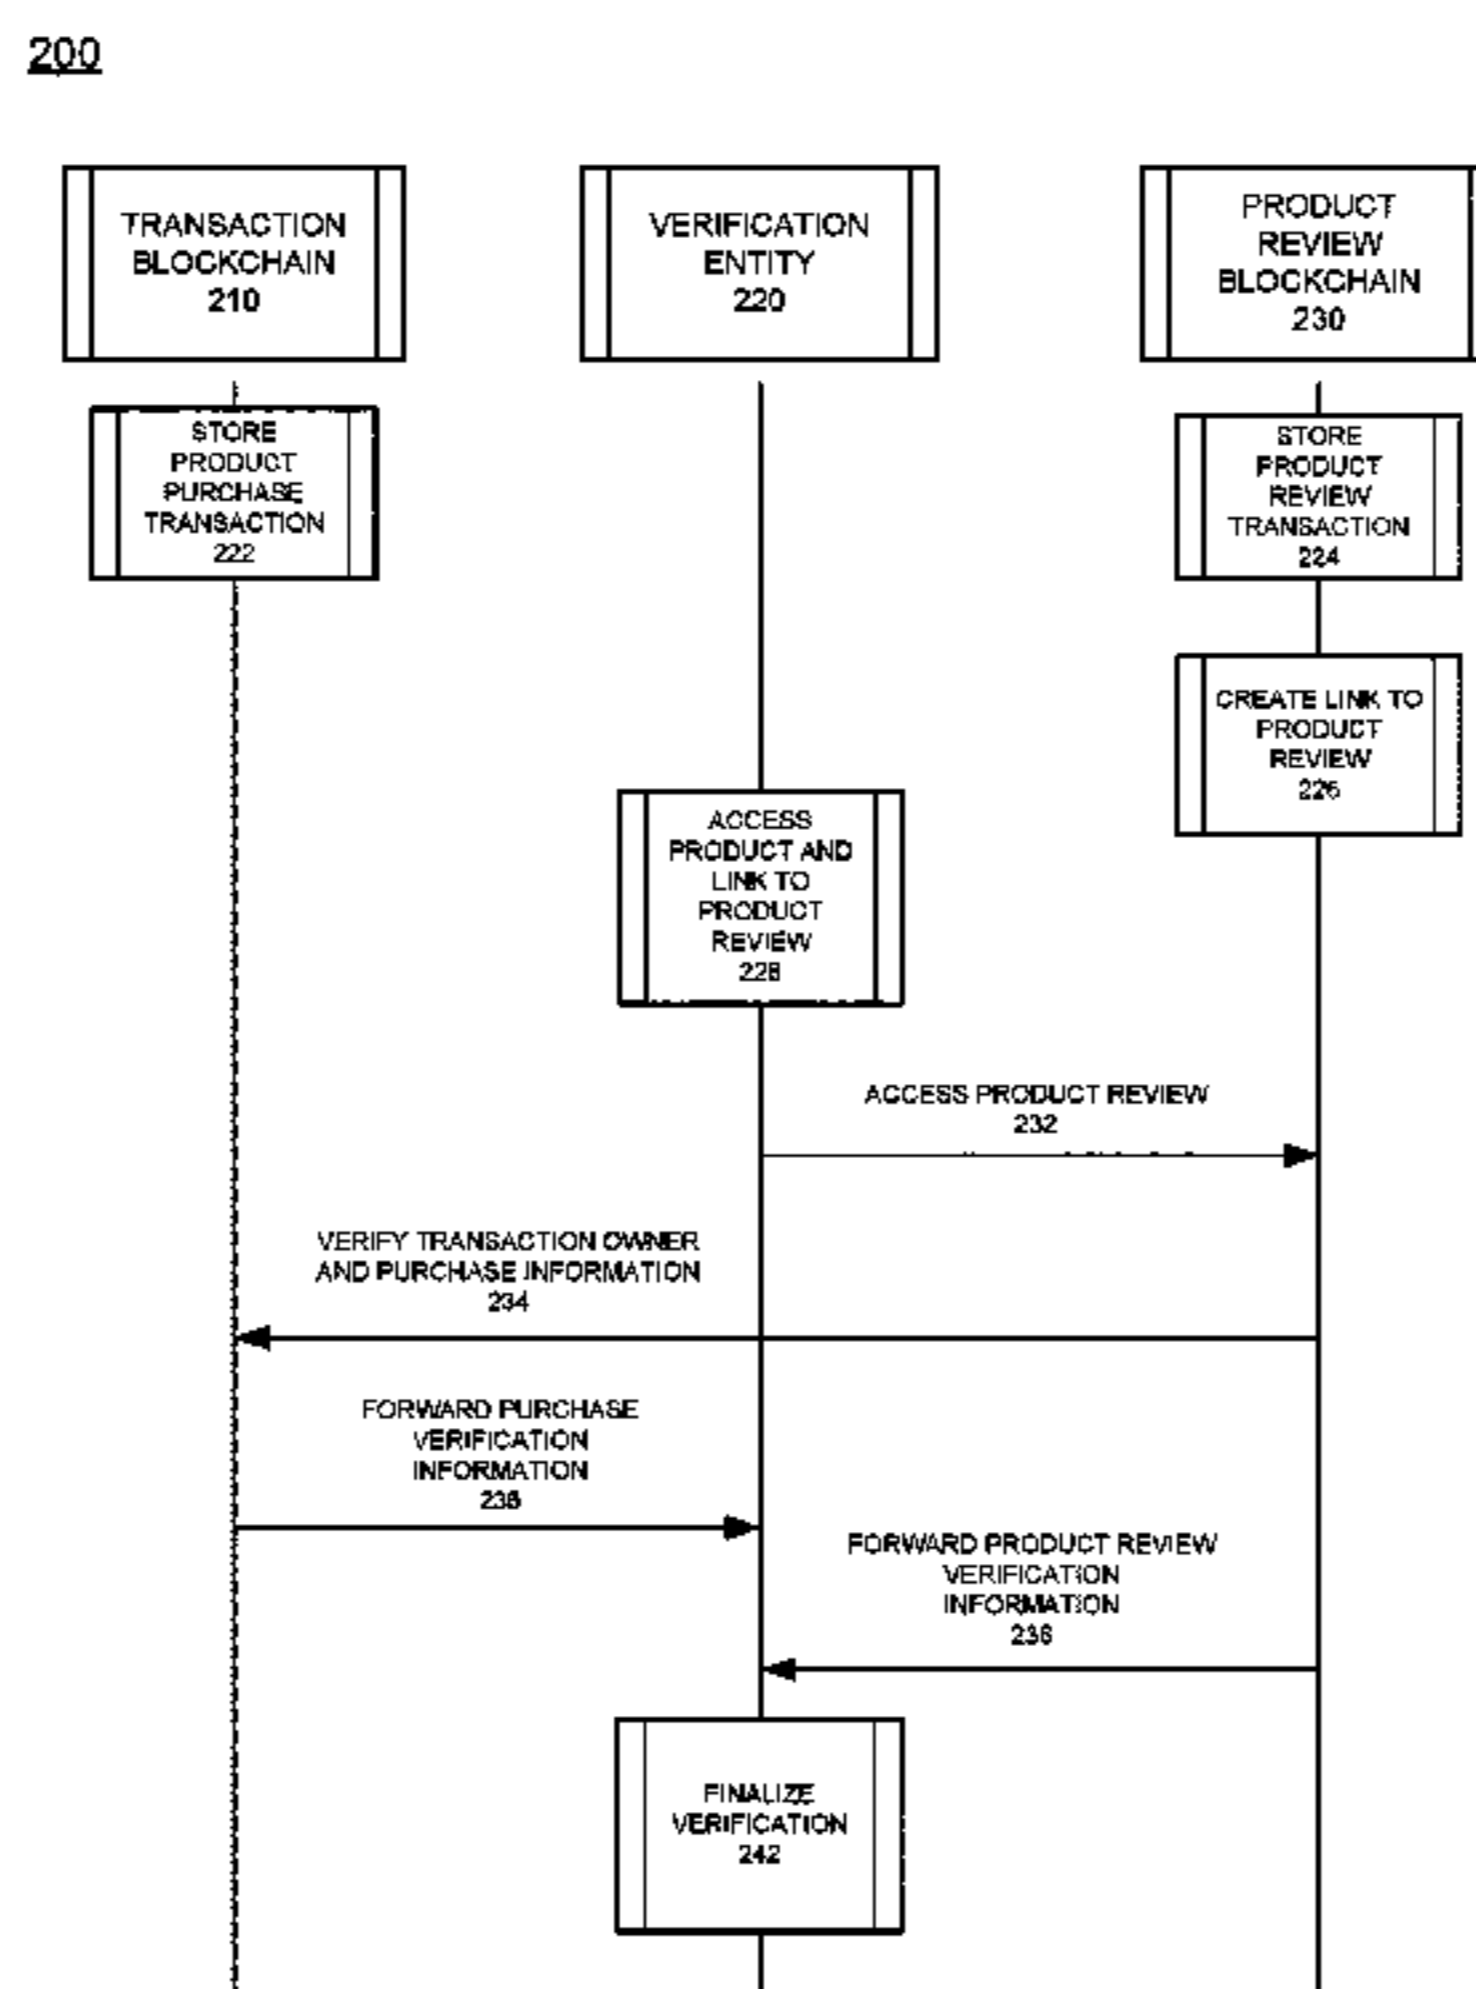 200
TRANSACTION
BLOCKCHAIN
210
VERIFICATION
ENTITY
220
PRODUCT
REVIEW
BLOCKCHAIN
230
STORE
PRODUCT
PURCHASE
TRANSACTION
222
STORE
PRODUCT
REVIEW
TRANSACTION
224
CREATE LINK TO
PRODUCT
REVIEW
226
ACCESS
PRODUCT AND
LINK TO
PRODUCT
REVIEW
228
ACCESS PRODUCT REVIEW
232
VERIFY TRANSACTION OWNER
AND PURCHASE INFORMATION
234
FORWARD PURCHASE
VERIFICATION
INFORMATION
FORWARD PRODUCT REVIEW
VERIFICATION
INFORMATION
FINALIZE
VERIFICATION
242